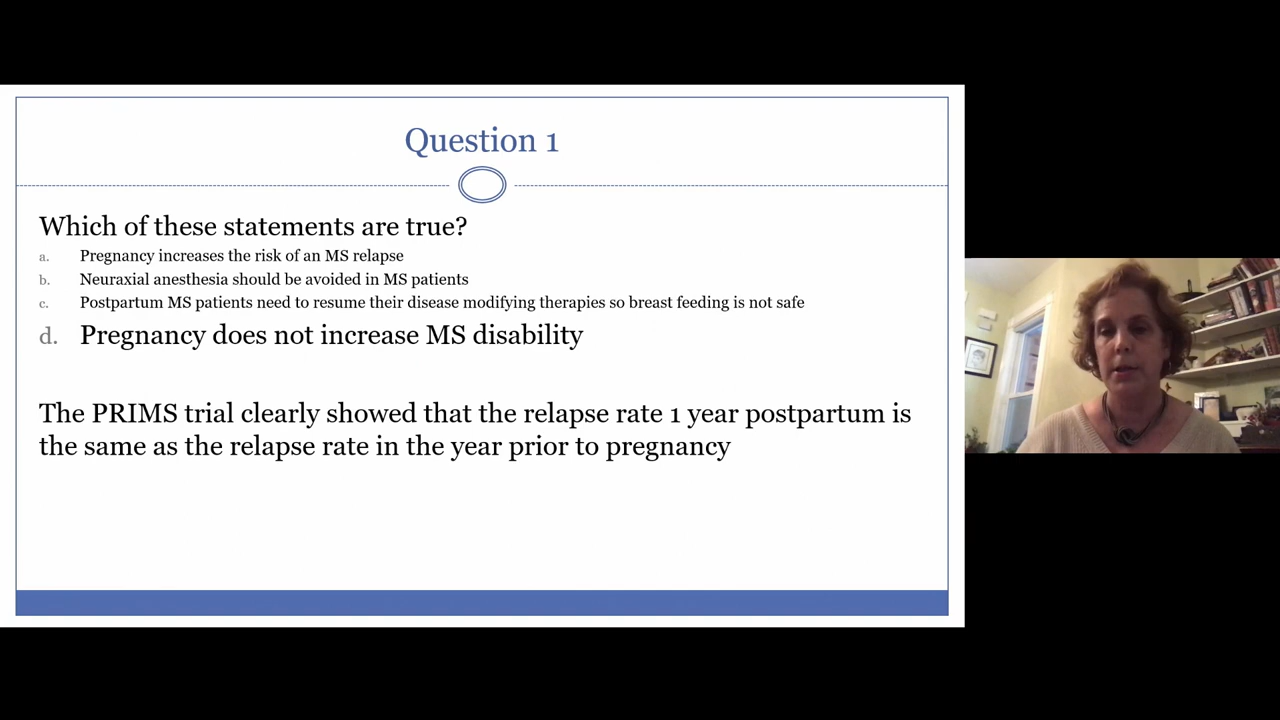 Question 1
Which of these statements are true?
a. Pregnancy increases the risk of an MS relapse
b. Neuraxial anesthesia should be avoided in MS patients
c. Postpartum MS patients need to resume their disease modifying therapies so breast feeding is not safe
d. Pregnancy does not increase MS disability
The PRIMS trial clearly showed that the relapse rate 1 year postpartum is
the same as the relapse rate in the year prior to pregnancy